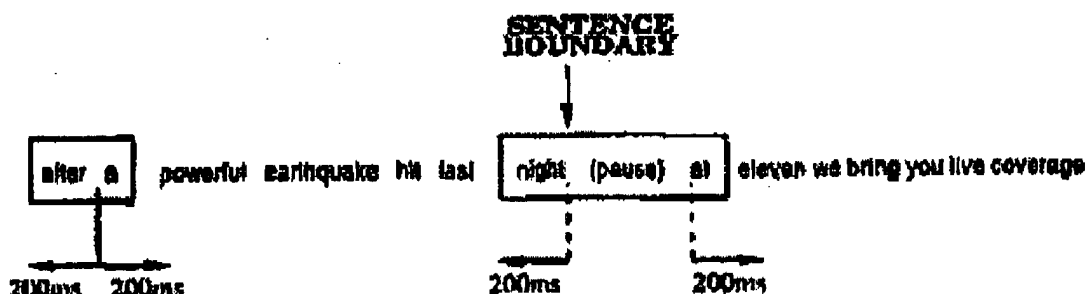 SENTENCE
BOUNDARY
after a powerful earthquake hit last night (pause) at eleven we bring you live coverage
200ms 200ms 200ms 200ms